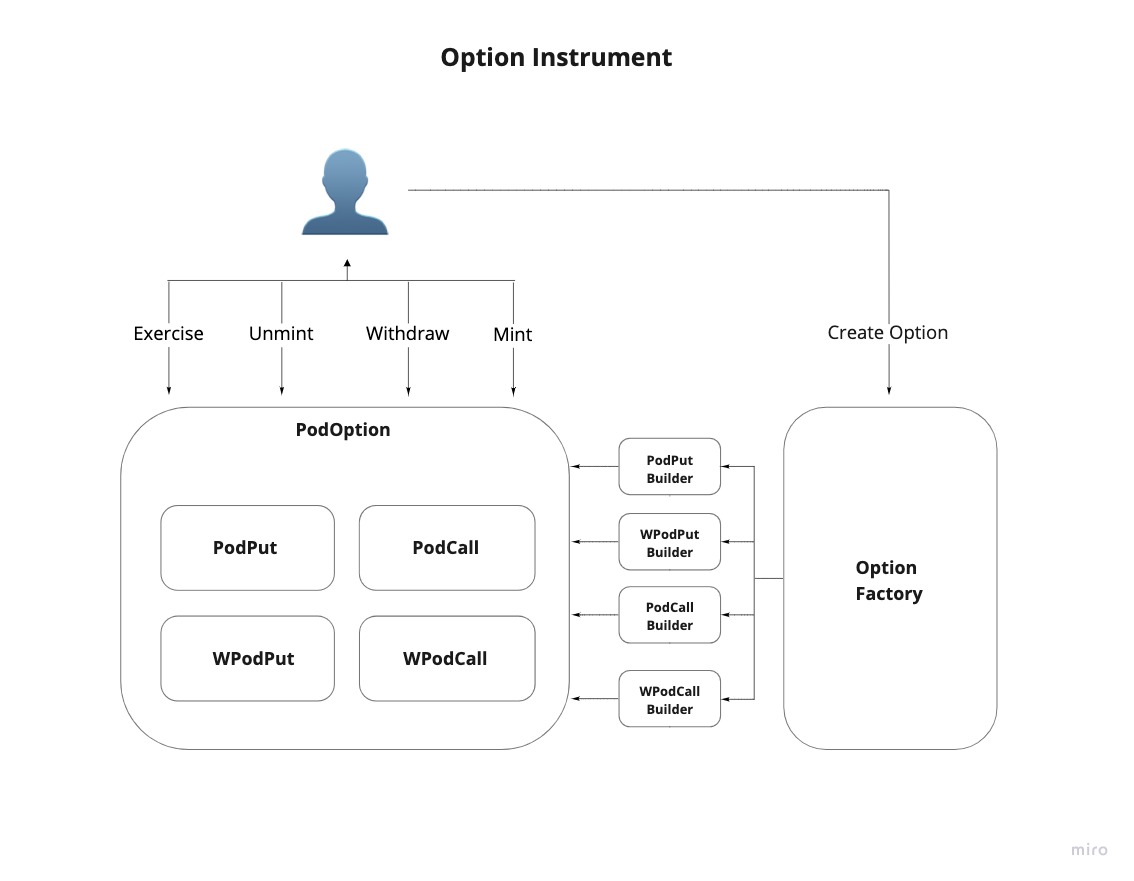 Option Instrument
Exercise
Unmint
Withdraw
Mint
Create Option
PodOption
PodPut
PodCall
WPodPut
WPodCall
PodPut
Builder
WPodPut
Builder
PodCall
Builder
WPodCall
Builder
Option
Factory
miro